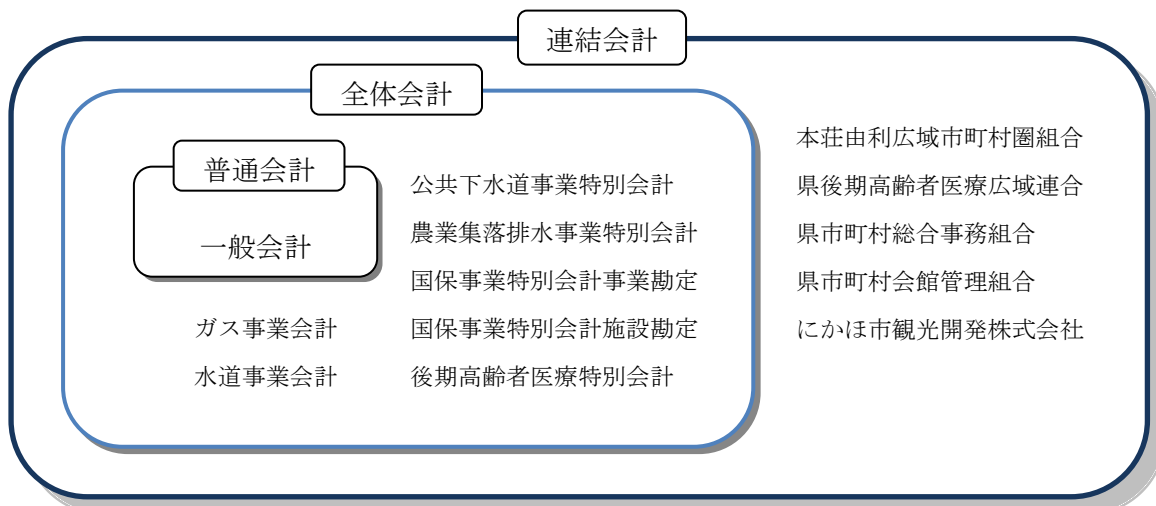 連結会計
全体会計
普通会計
一般会計
ガス事業会計
水道事業会計
公共下水道事業特別会計
農業集落排水事業特別会計
国保事業特別会計事業勘定
国保事業特別会計施設勘定
後期高齢者医療特別会計
本荘由利広域市町村圏組合
県後期高齢者医療広域連合
県市町村総合事務組合
県市町村会館管理組合
にかほ市観光開発株式会社